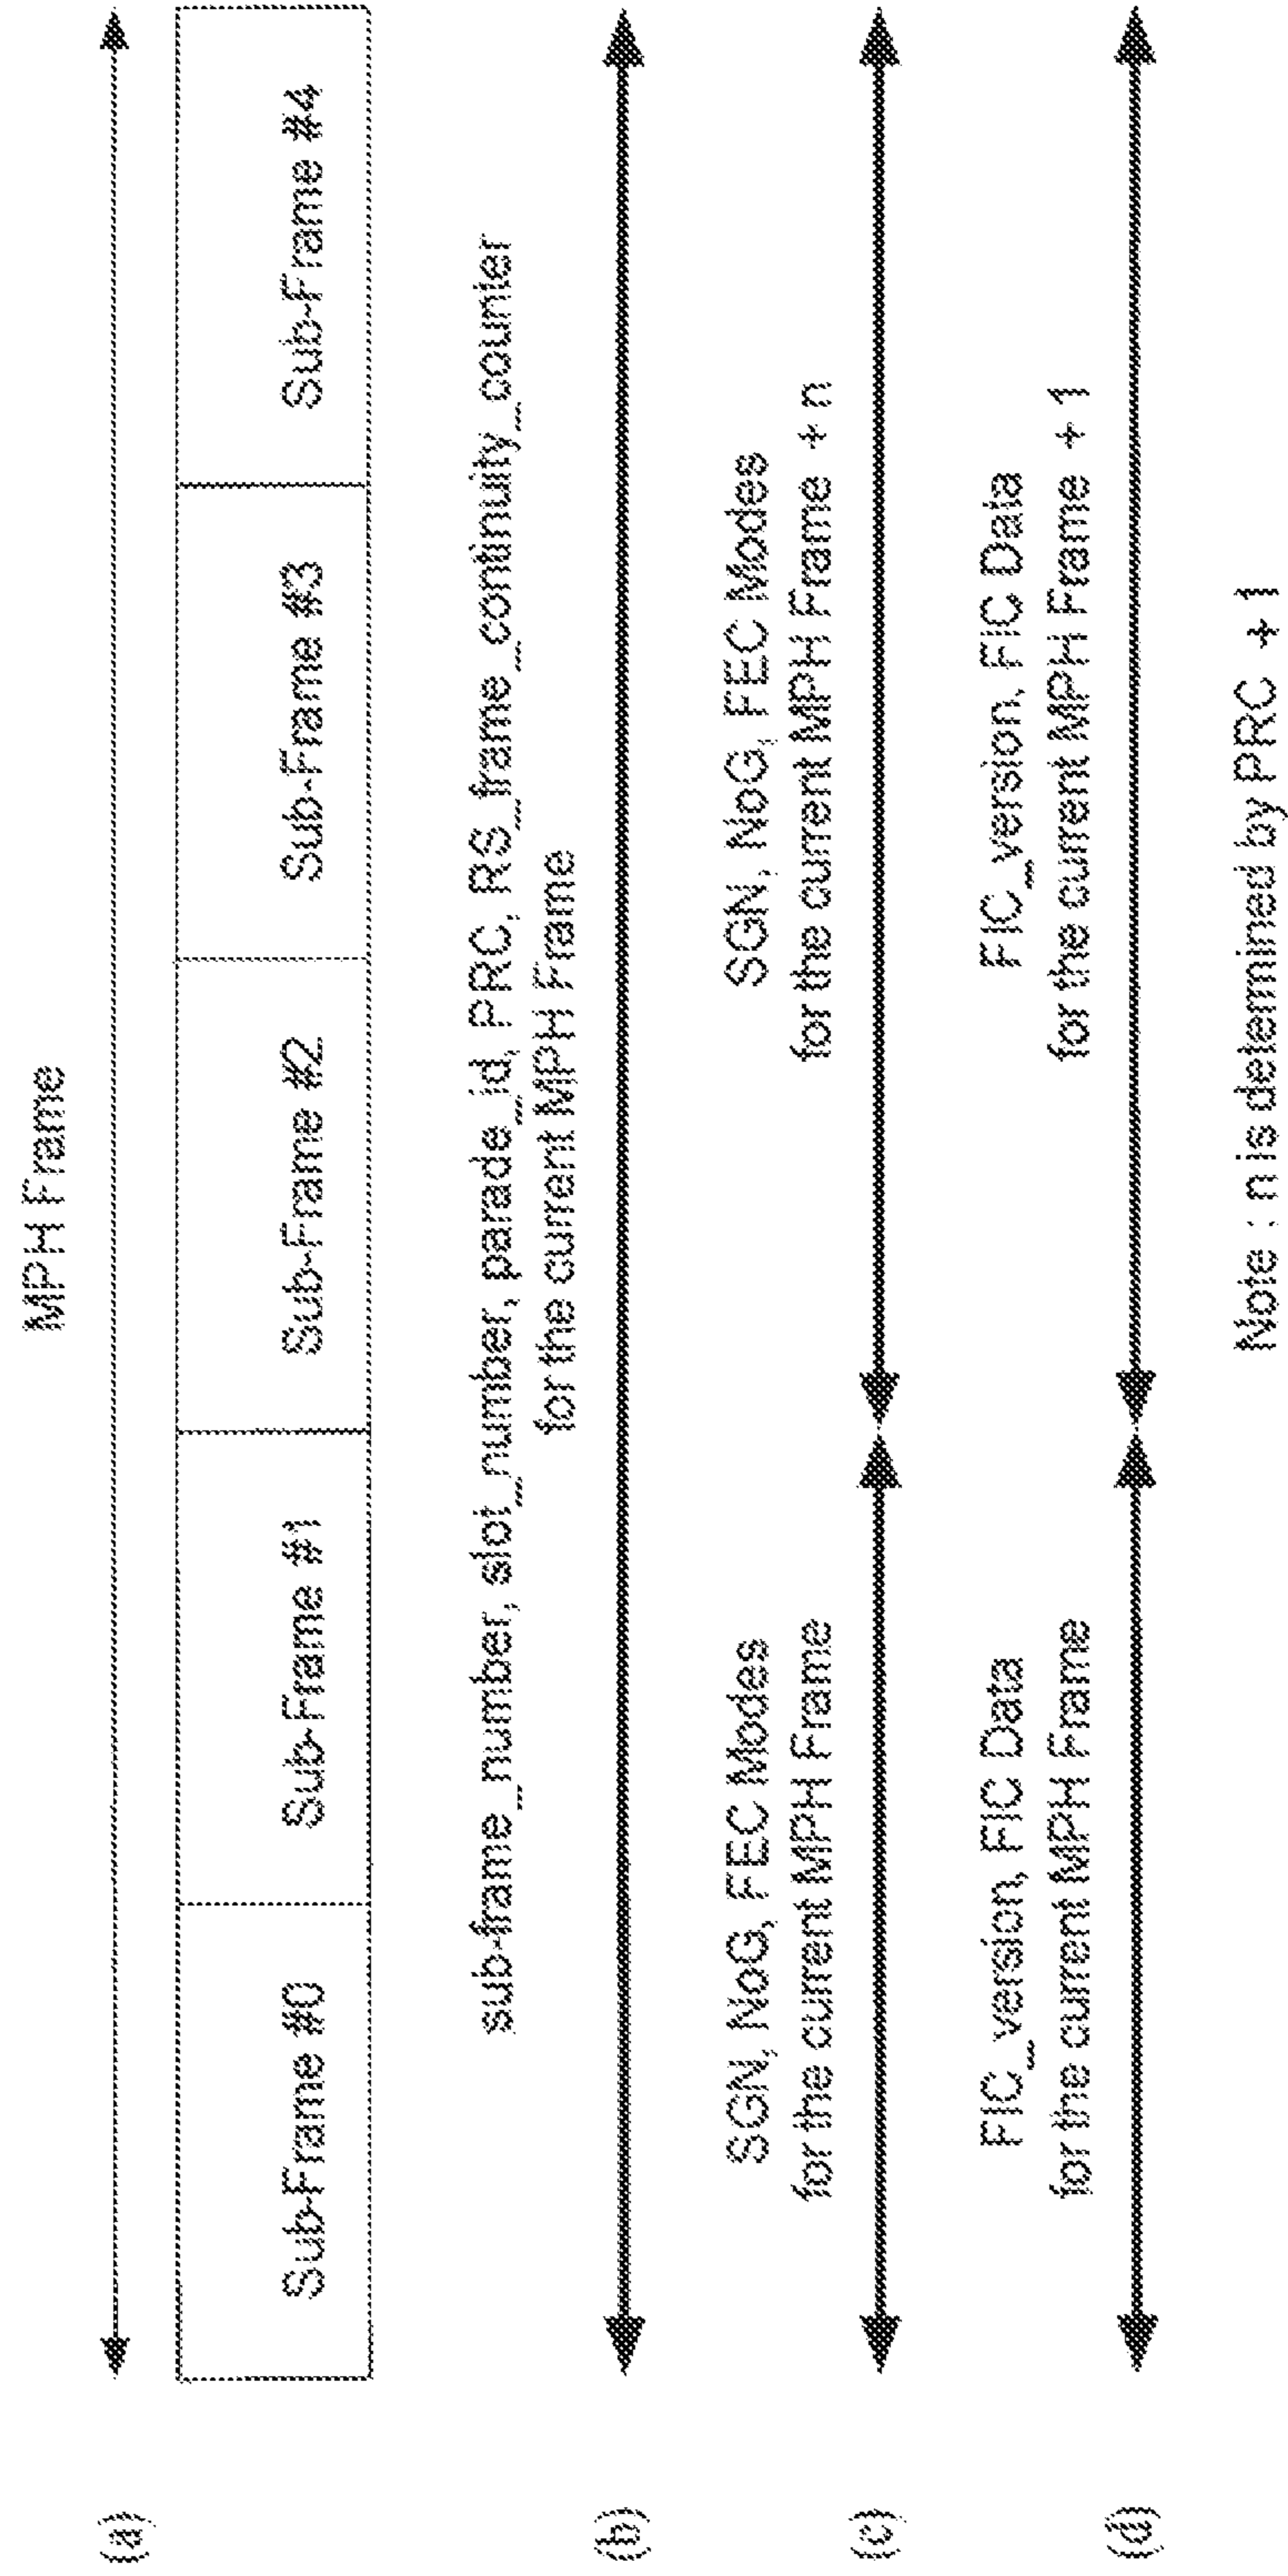 MPH Frame
(a)
Sub-Frame #0 Sub-Frame #1 Sub-Frame #2 Sub-Frame #3 Sub-Frame #4
sub-frame_number, slot_number, parade_id, PRC, RS_frame_continuity_counter
for the current MPH Frame
(b)
SGN, NoG, FEC Modes
for the current MPH Frame
SGN, NoG, FEC Modes
for the current MPH Frame + n
(c)
FIC_version, FIC Data
for the current MPH Frame
FIC_version, FIC Data
for the current MPH Frame + 1
(d)
Note : n is determined by PRC + 1